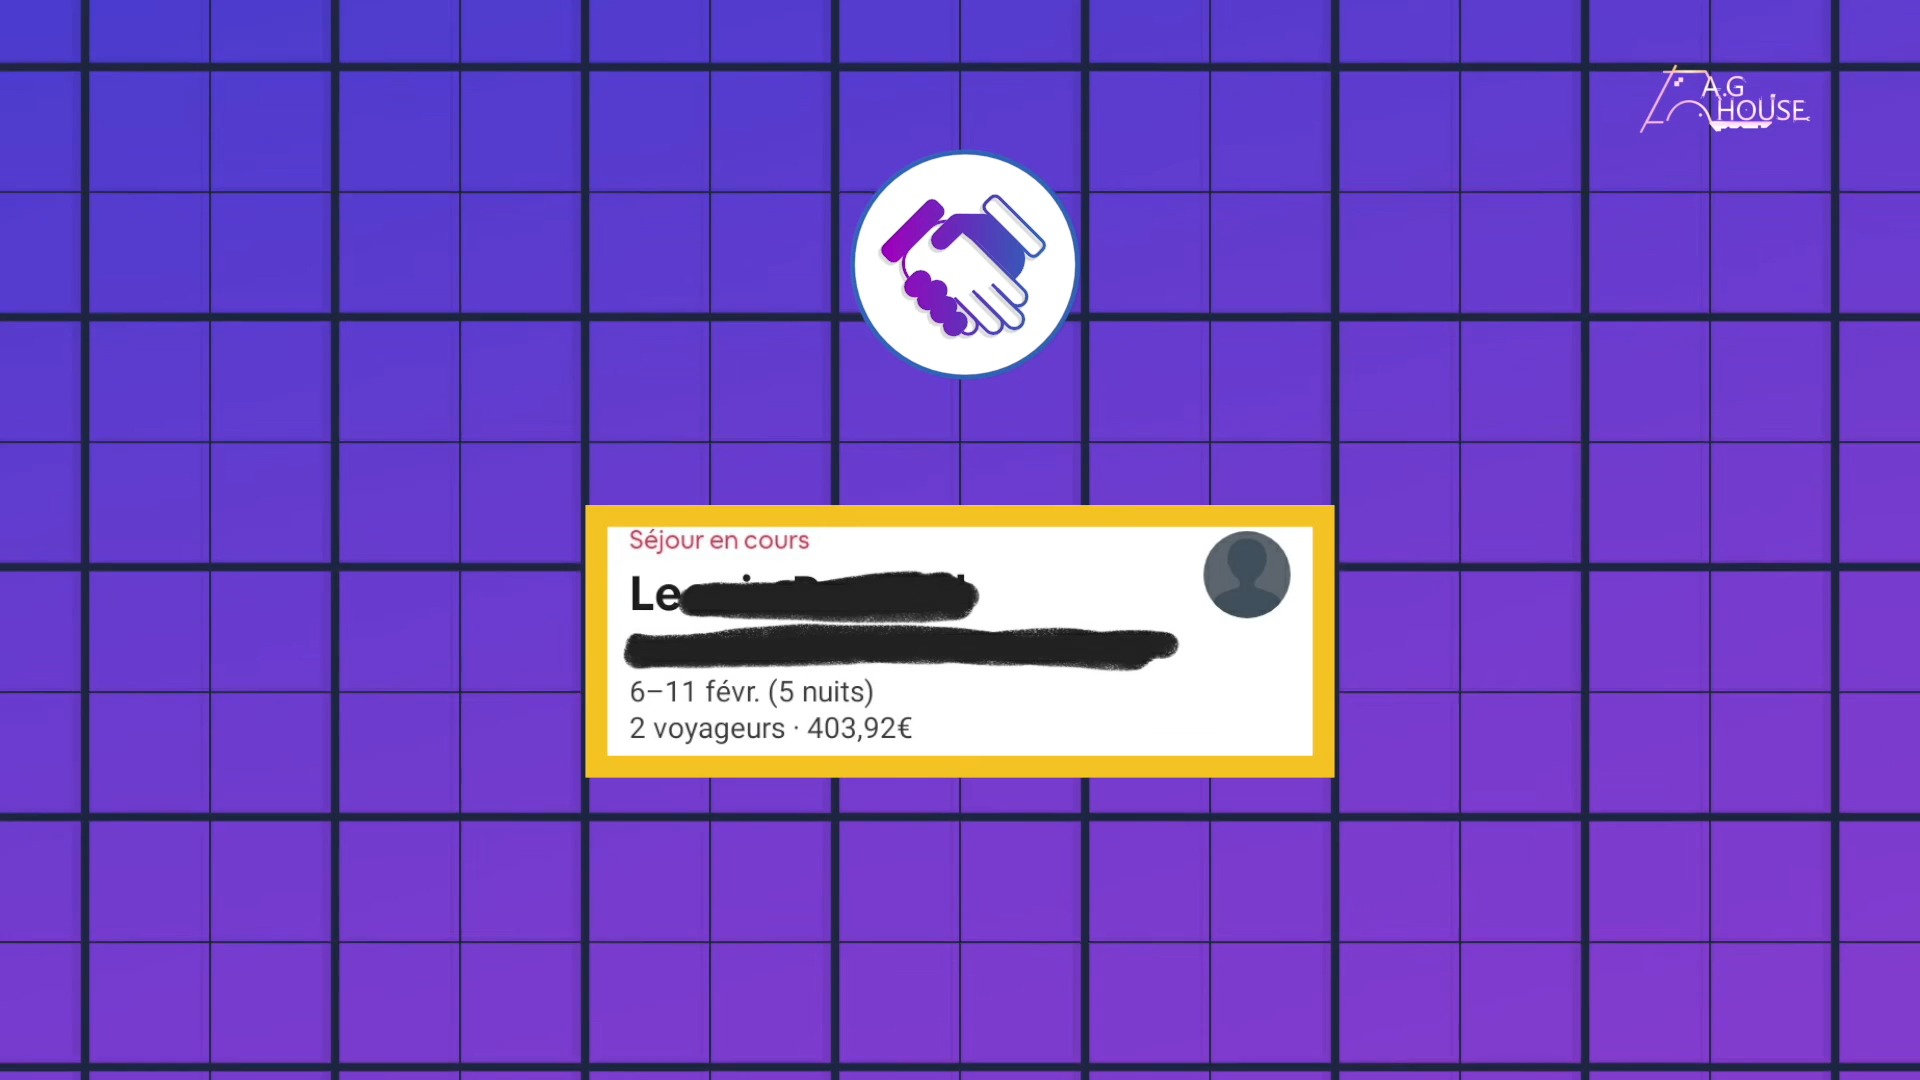 A.G
HOUSE
Séjour en cours
Le
6–11 févr. (5 nuits)
2 voyageurs · 403,92€